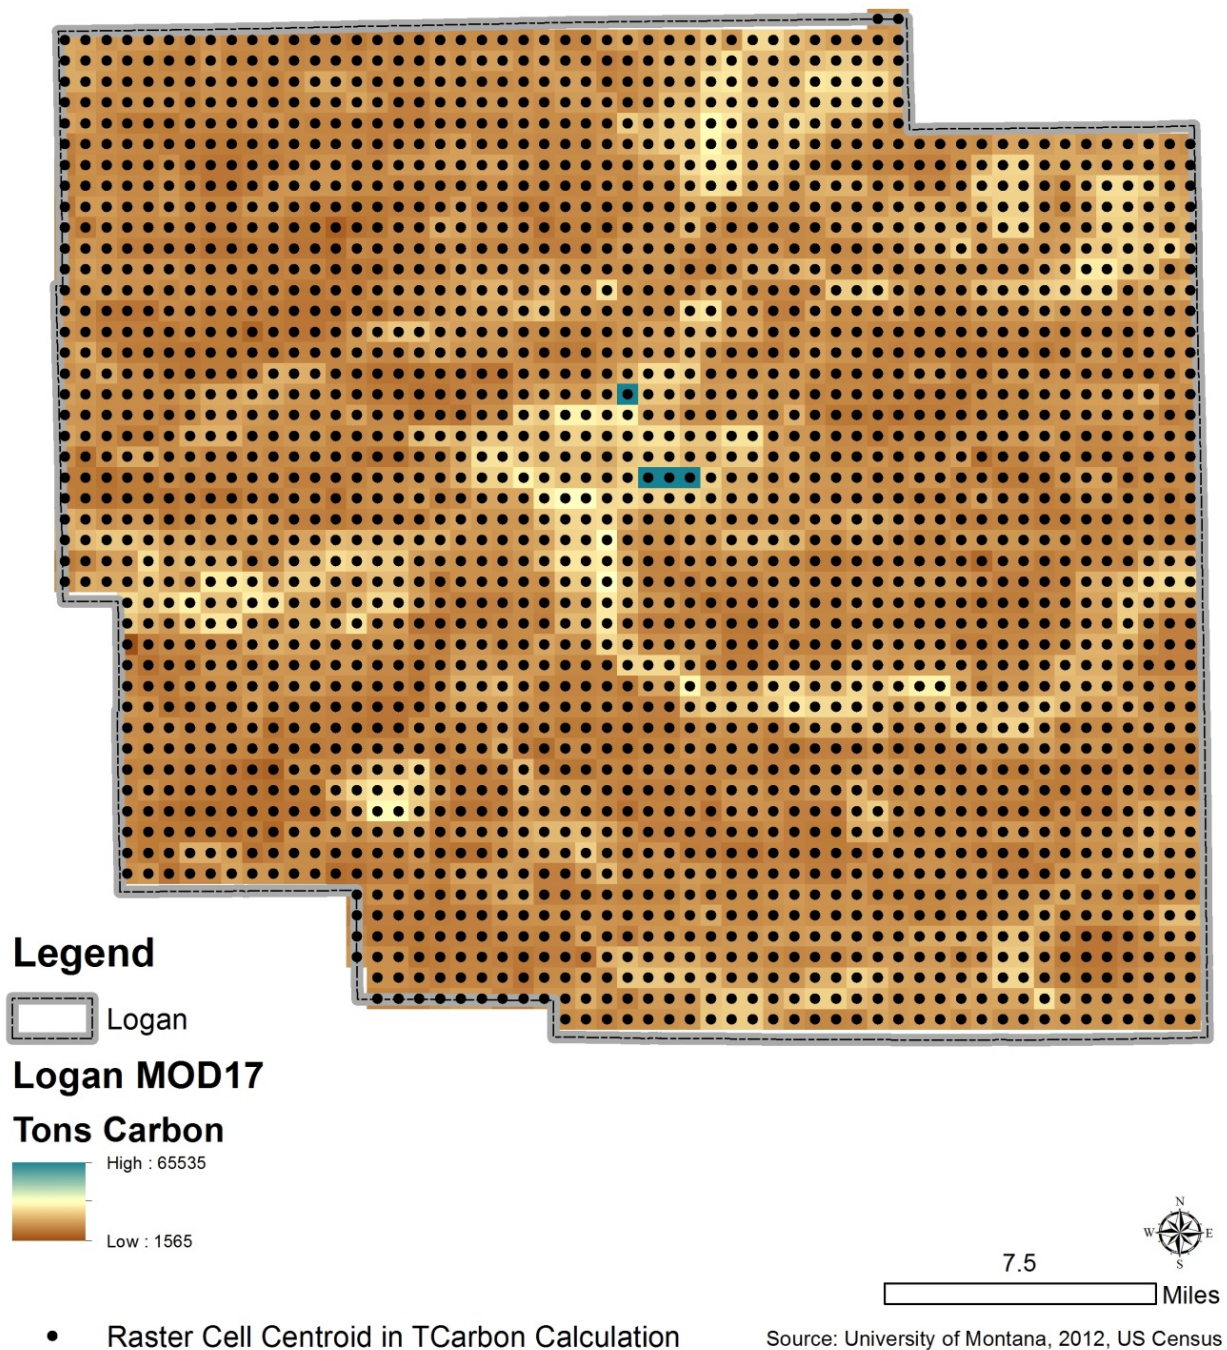 Legend
Logan
Logan MOD17
Tons Carbon
High : 65535
Low : 1565
N
W E
S
7.5
Miles
Raster Cell Centroid in TCarbon Calculation
Source: University of Montana, 2012, US Census